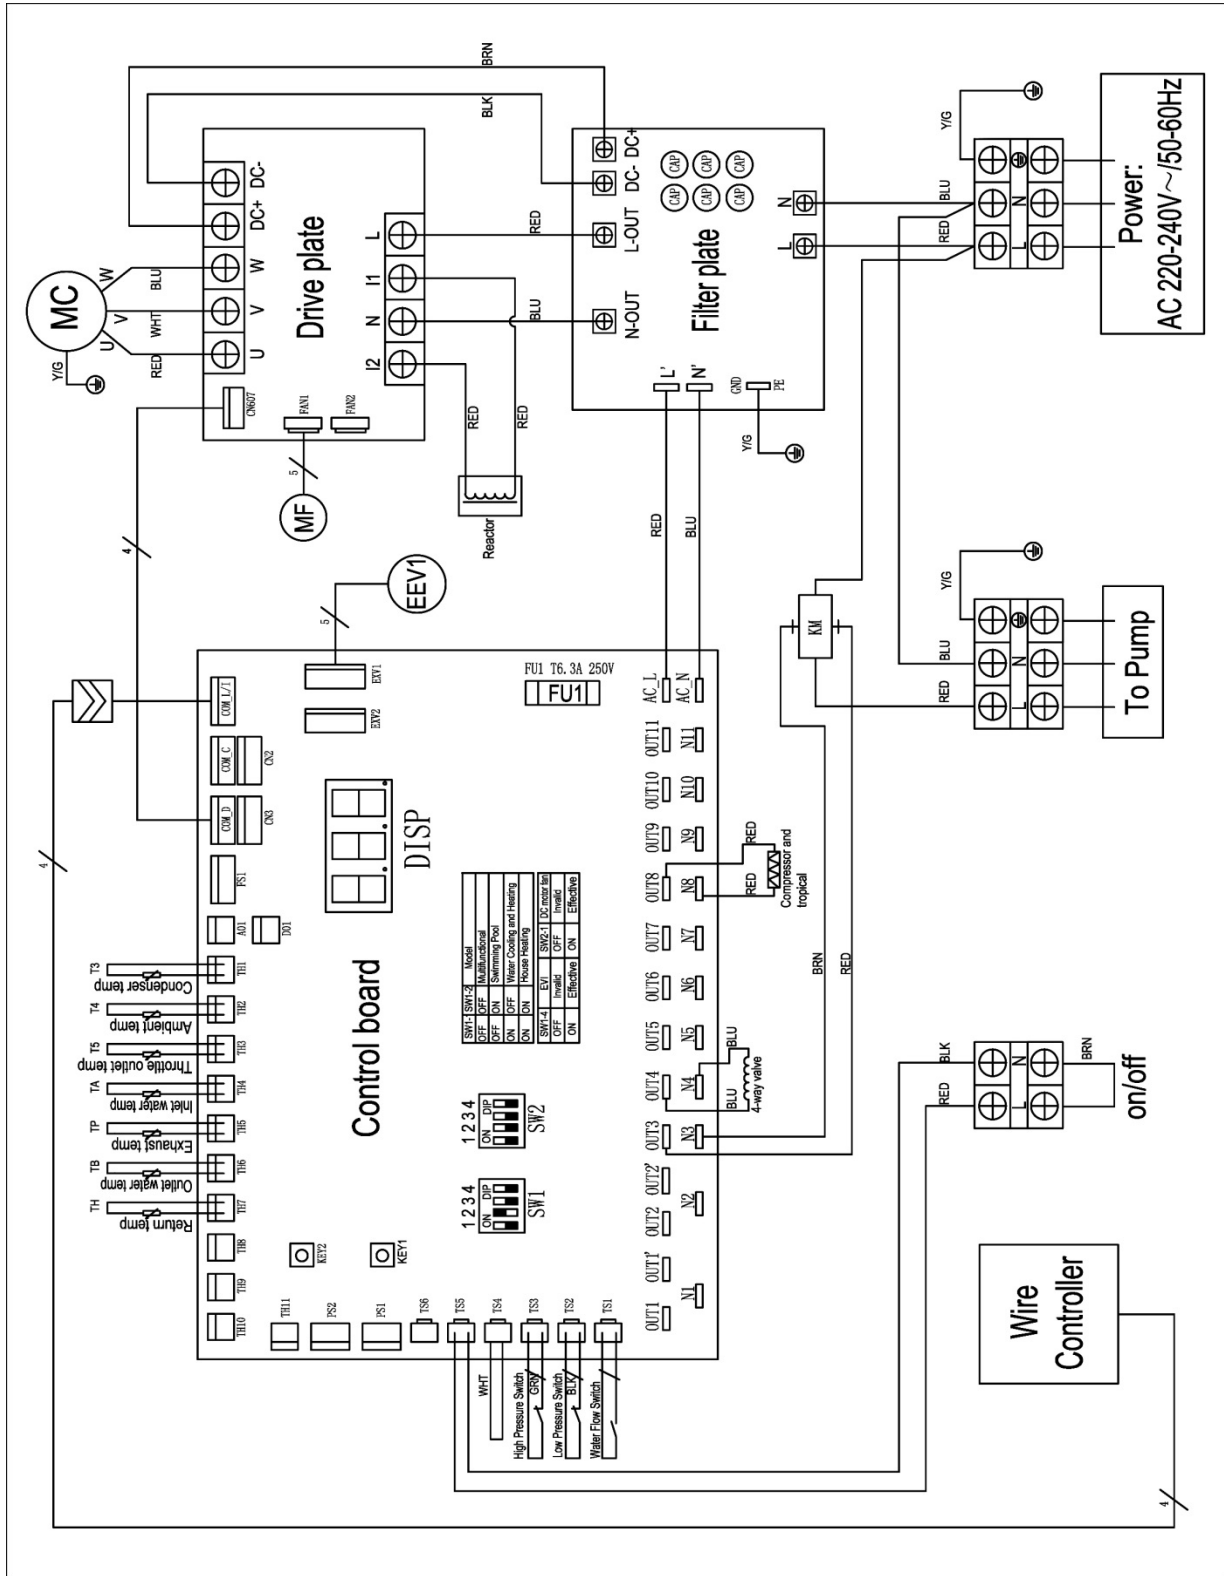 MC
U
V
W
Y/G
RED
WHT
BLU
BRN
BLK
U
V
W
DC+
DC-
CN607
FAN1
FAN2
Drive plate
I2
N
I1
L
5
MF
4
RED
RED
Reactor
BLU
RED
N-OUT
L-OUT
DC-
DC+
CAP
CAP
CAP
CAP
CAP
CAP
Filter plate
L'
N'
GND
PE
Y/G
L
N
RED
BLU
RED
BLU
Y/G
L
N
Power:
AC 220-240V～/50-60Hz
4
T3
Condenser temp
T4
Ambient temp
T5
Throttle outlet temp
TA
Inlet water temp
TP
Exhaust temp
TB
Outlet water temp
TH
Return temp
TH10
TH9
TH8
TH7
TH6
TH5
TH4
TH3
TH2
TH1
AO1
DO1
PS1
COM_D
CN3
COM_C
CN2
COM_L/I
EXV1
EXV2
5
EEV1
KEY2
KEY1
DISP
Control board
FU1 T6.3A 250V
FU1
SW1-1 SW1-2 Model
OFF OFF Multifunctional
OFF ON Swimming Pool
ON OFF Water Cooling and Heating
ON ON House Heating
SW1-4 EVI SW2-1 DC motor fan
OFF Invalid OFF Invalid
ON Effective ON Effective
1 2 3 4
ON DIP
SW1
1 2 3 4
ON DIP
SW2
TH11
PS2
PS1
TS6
TS5
TS4
TS3
TS2
TS1
WHT
High Pressure Switch
GRN
Low Pressure Switch
BLK
Water Flow Switch
OUT1
OUT1'
OUT2
OUT2'
OUT3
OUT4
OUT5
OUT6
OUT7
OUT8
OUT9
OUT10
OUT11
AC_L
N1
N2
N3
N4
N5
N6
N7
N8
N9
N10
N11
AC_N
BLU
BLU
4-way valve
RED
RED
Compressor and
tropical
BRN
RED
KM
RED
BLU
Y/G
L
N
To Pump
RED
BLK
L
N
BRN
on/off
Wire
Controller
4